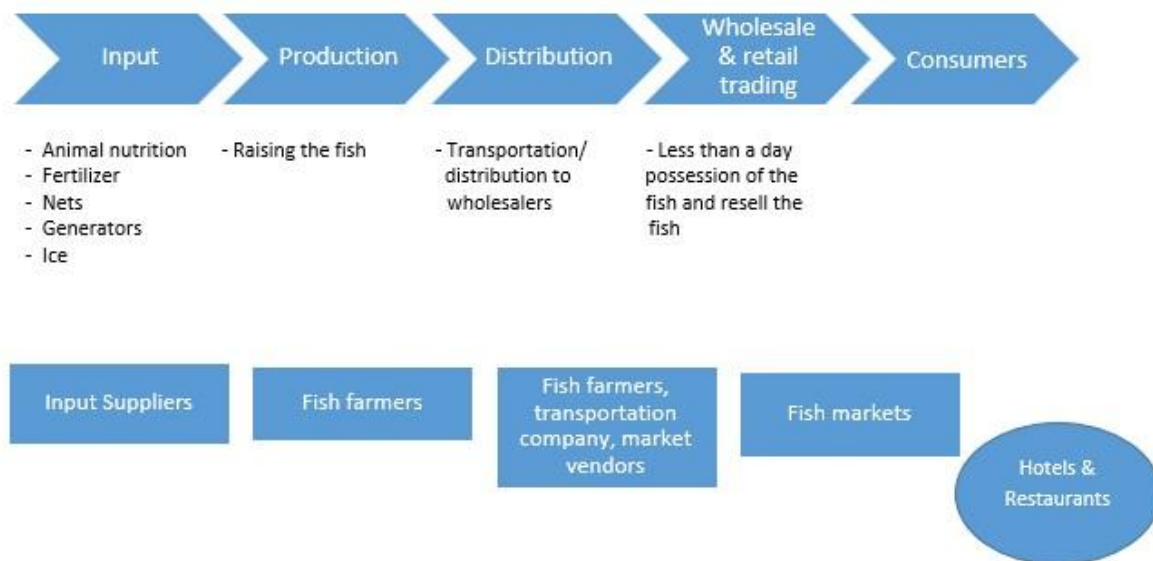 Input
Production
Distribution
Wholesale
& retail
trading
Consumers
- Animal nutrition
- Fertilizer
- Nets
- Generators
- Ice
- Raising the fish
- Transportation/
distribution to
wholesalers
- Less than a day
possession of the
fish and resell the
fish
Input Suppliers
Fish farmers
Fish farmers,
transportation
company, market
vendors
Fish markets
Hotels &
Restaurants